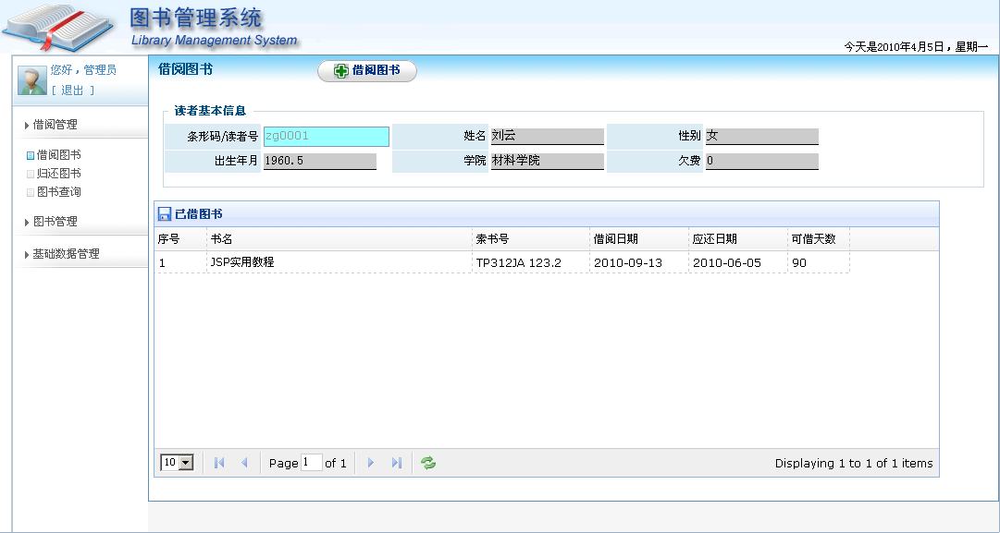 图书管理系统
Library Management System
今天是2010年4月5日，星期一
您好，管理员
[ 退出 ]
借阅管理
借阅图书
归还图书
图书查询
图书管理
基础数据管理
借阅图书 借阅图书
读者基本信息
条形码/读者号 zg0001 姓名 刘云 性别 女
出生年月 1960.5 学院 材料学院 欠费 0
已借图书
序号 书名 索书号 借阅日期 应还日期 可借天数
1 JSP实用教程 TP312JA 123.2 2010-09-13 2010-06-05 90
10 Page 1 of 1 Displaying 1 to 1 of 1 items